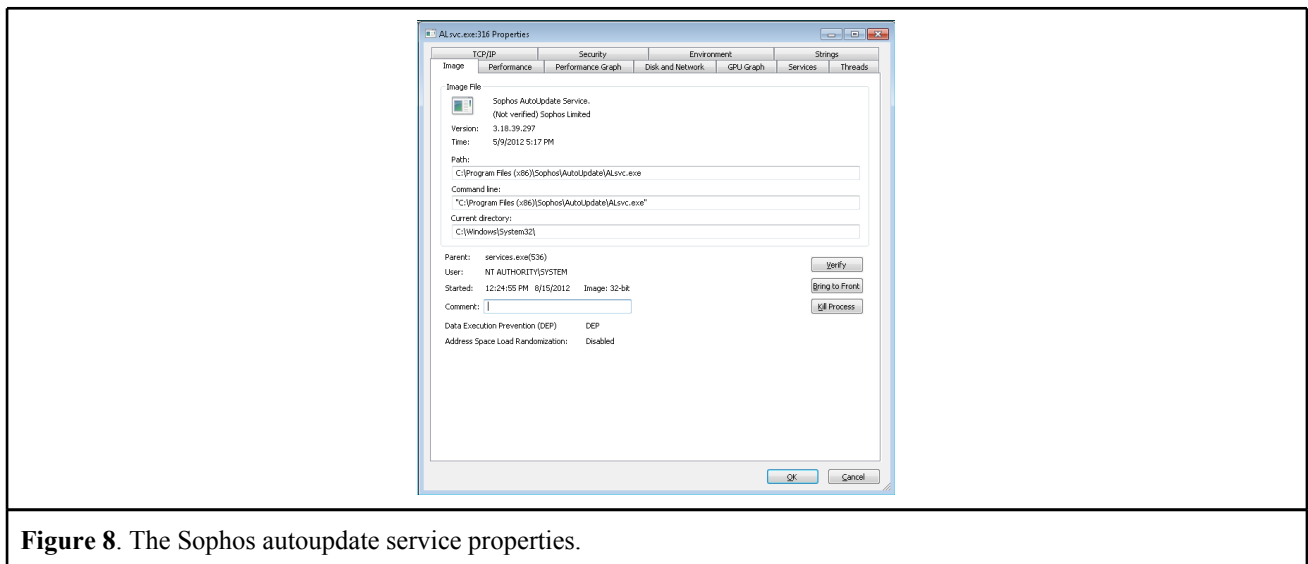 ALsvc.exe:316 Properties
TCP/IP Security Environment Strings
Image Performance Performance Graph Disk and Network GPU Graph Services Threads
Image File
Sophos AutoUpdate Service.
(Not verified) Sophos Limited
Version: 3.18.39.297
Time: 5/9/2012 5:17 PM
Path:
C:\Program Files (x86)\Sophos\AutoUpdate\ALsvc.exe
Command line:
"C:\Program Files (x86)\Sophos\AutoUpdate\ALsvc.exe"
Current directory:
C:\Windows\System32\
Parent: services.exe(536)
Verify
User: NT AUTHORITY\SYSTEM
Started: 12:24:55 PM 8/15/2012 Image: 32-bit
Bring to Front
Comment:
Kill Process
Data Execution Prevention (DEP) DEP
Address Space Load Randomization: Disabled
OK Cancel
Figure 8. The Sophos autoupdate service properties.